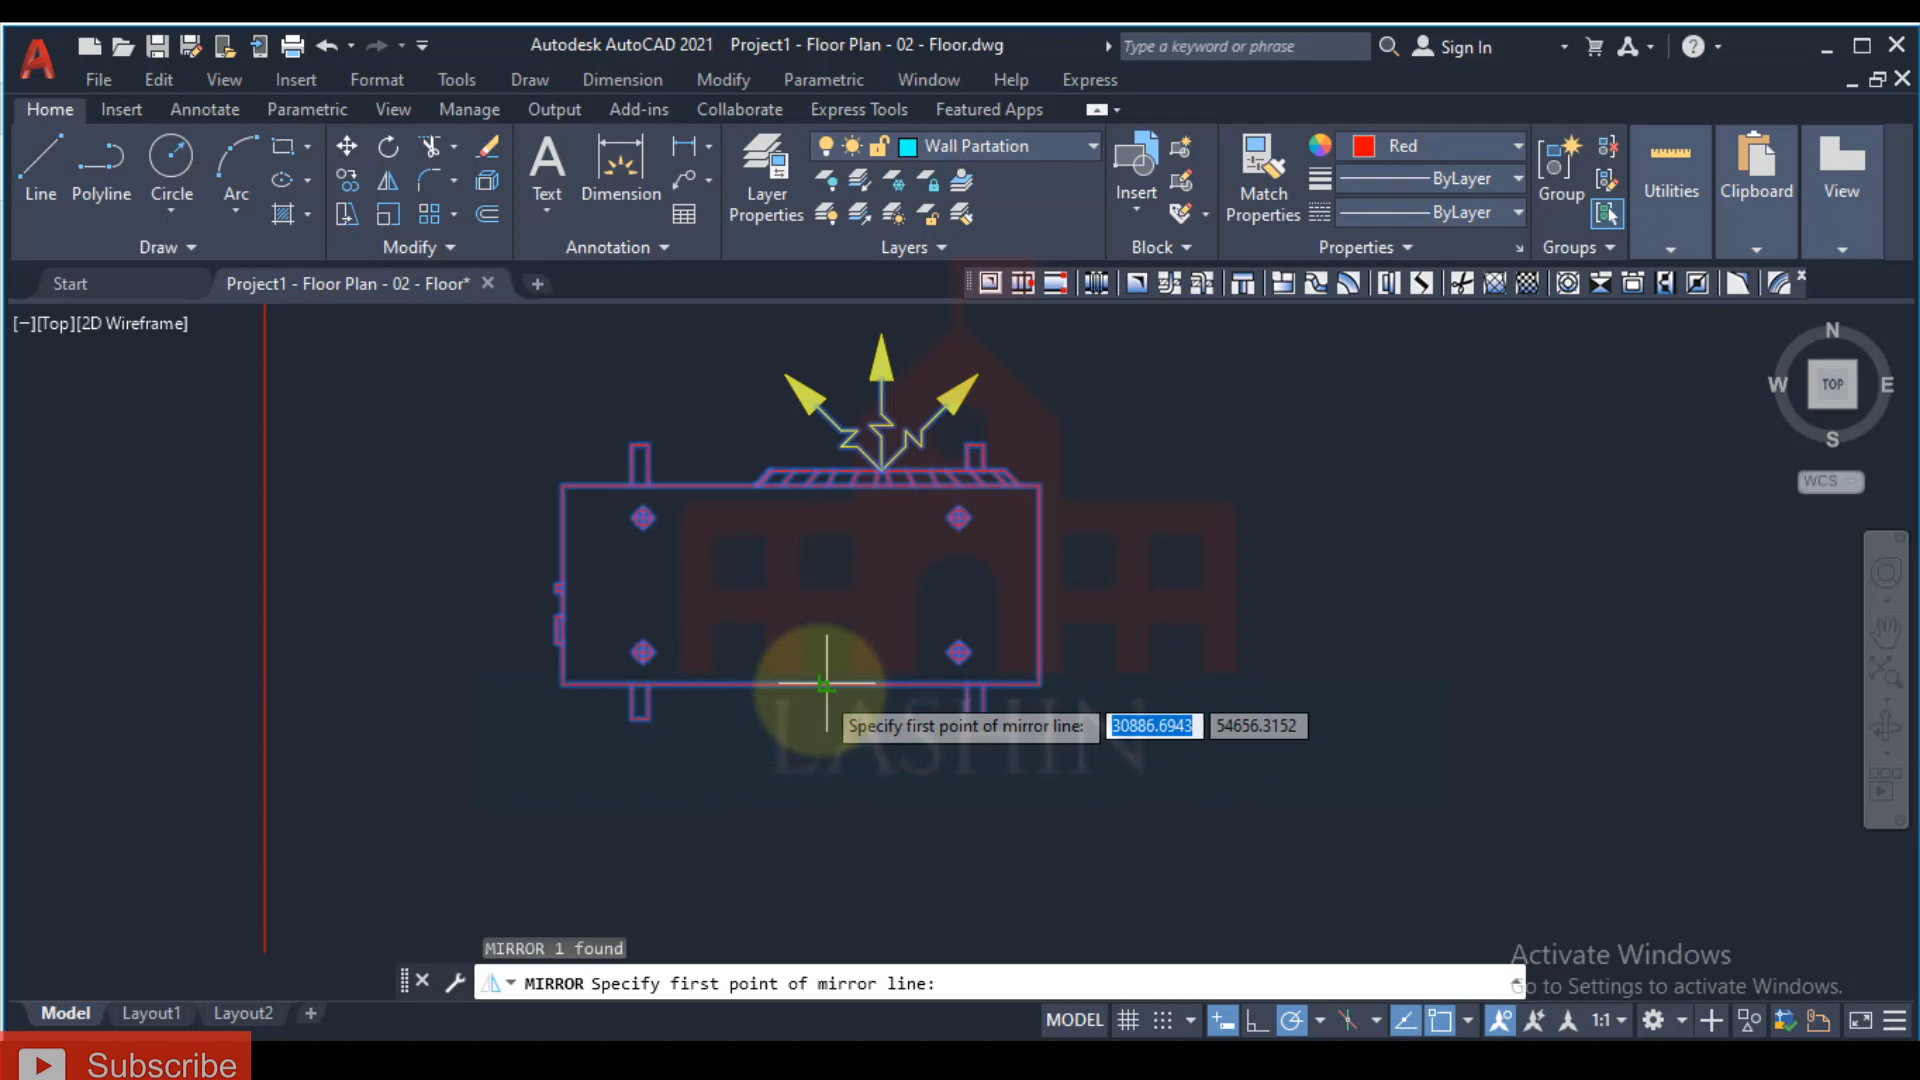 Autodesk AutoCAD 2021 Project1 - Floor Plan - 02 - Floor.dwg
Type a keyword or phrase
Sign In
File Edit View Insert Format Tools Draw Dimension Modify Parametric Window Help Express
Home Insert Annotate Parametric View Manage Output Add-ins Collaborate Express Tools Featured Apps
Line Polyline Circle Arc
Draw
Modify
Text Dimension
Annotation
Layer Properties
Wall Partation
Layers
Insert
Block
Match Properties
Red
ByLayer
ByLayer
Properties
Group
Groups
Utilities
Clipboard
View
Start
Project1 - Floor Plan - 02 - Floor*
[−][Top][2D Wireframe]
N
W TOP E
S
WCS
Specify first point of mirror line: 30886.6943 54656.3152
LASHIN
MIRROR 1 found
MIRROR Specify first point of mirror line:
Activate Windows
Go to Settings to activate Windows.
Model Layout1 Layout2
MODEL
1:1
Subscribe